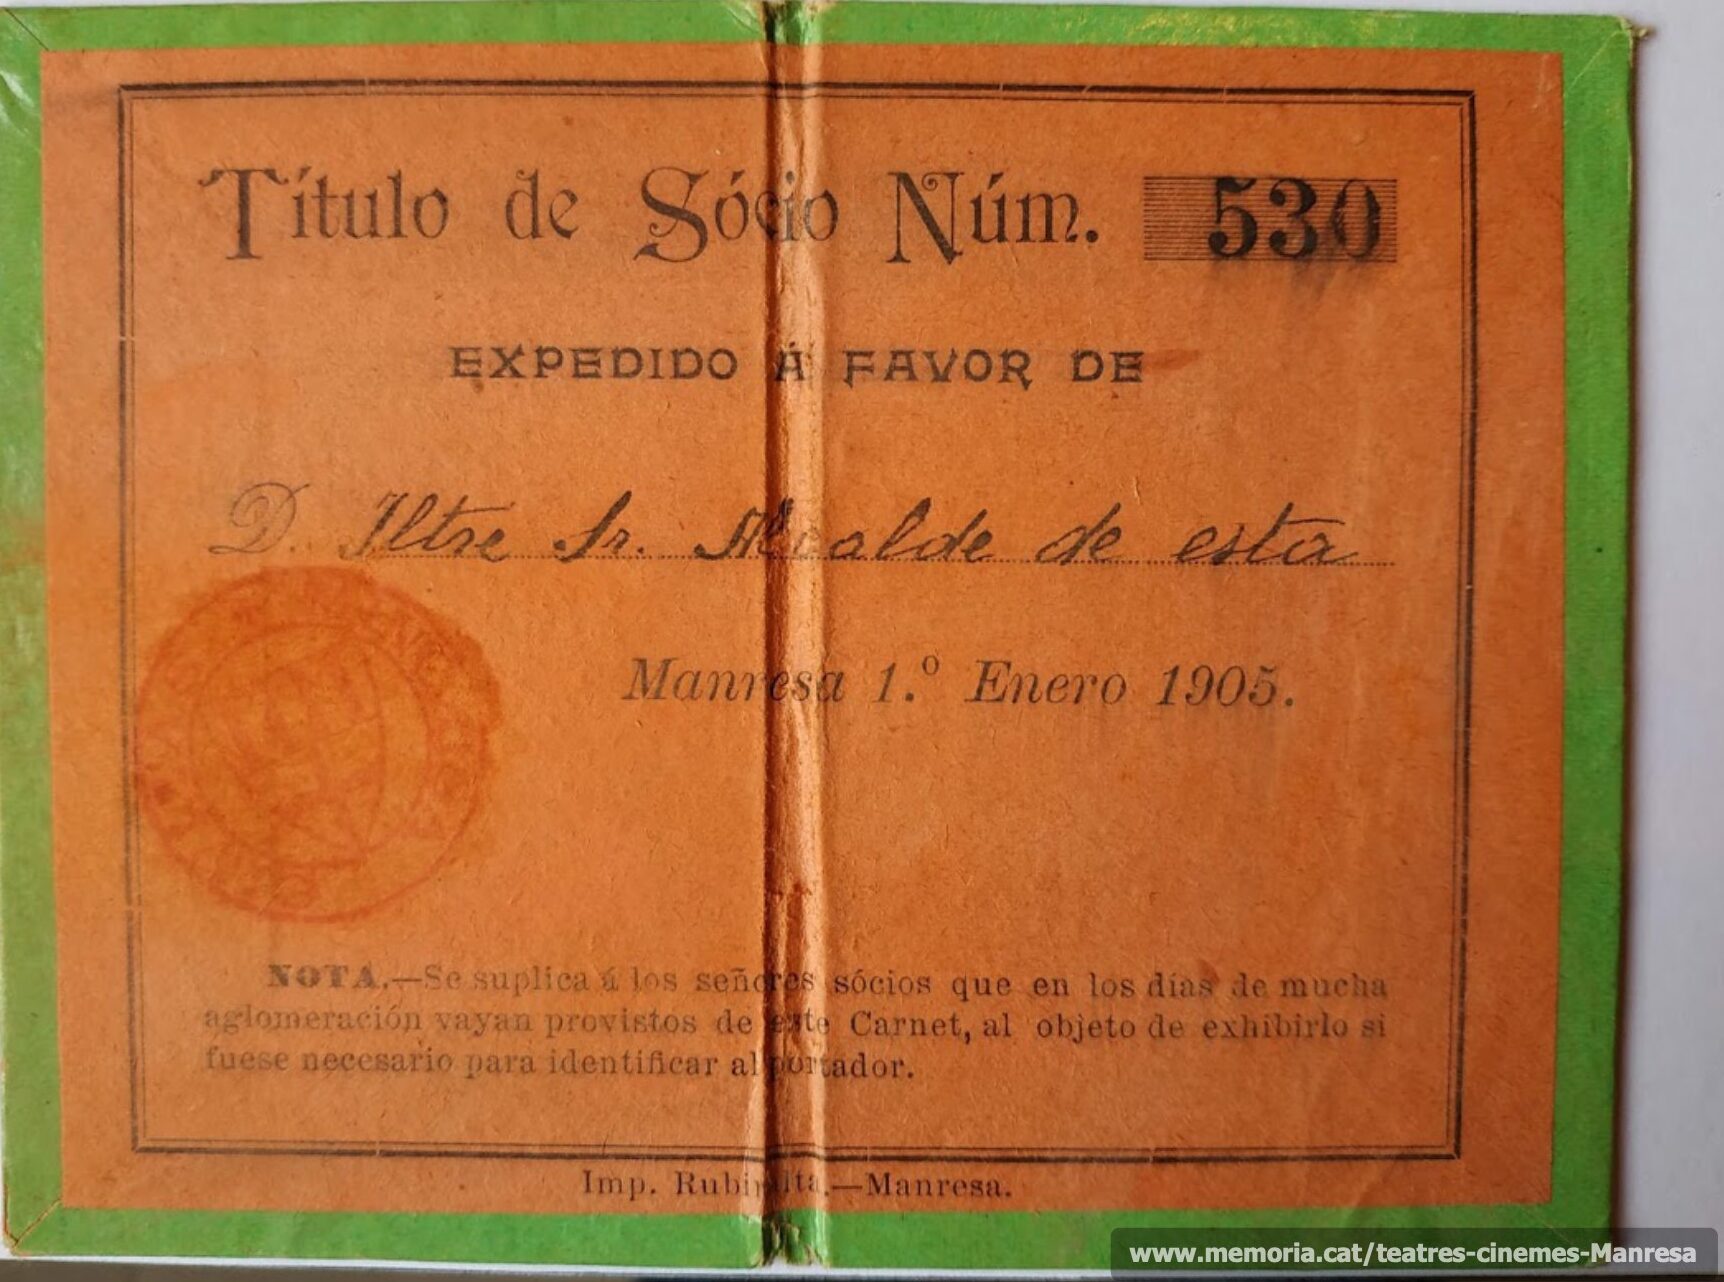 Título de Sócio Núm. 530
EXPEDIDO Á FAVOR DE
D. Iltre Sr. Alcalde de esta
Manresa 1.º Enero 1905.
NOTA.—Se suplica á los señores sócios que en los días de mucha
aglomeración vayan provistos de este Carnet, al objeto de exhibirlo si
fuese necesario para identificar al portador.
Imp. Rubiralta.—Manresa.
www.memoria.cat/teatres-cinemes-Manresa